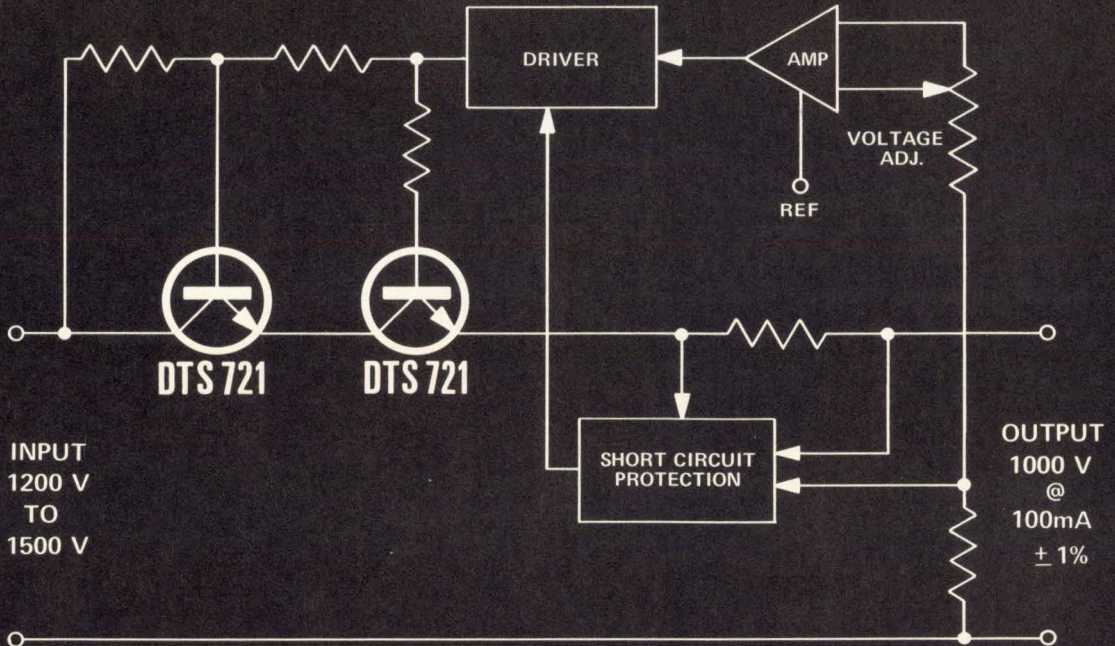 DRIVER
AMP
VOLTAGE
ADJ.
REF
DTS 721
DTS 721
INPUT
1200 V
TO
1500 V
SHORT CIRCUIT
PROTECTION
OUTPUT
1000 V
@
100mA
± 1%